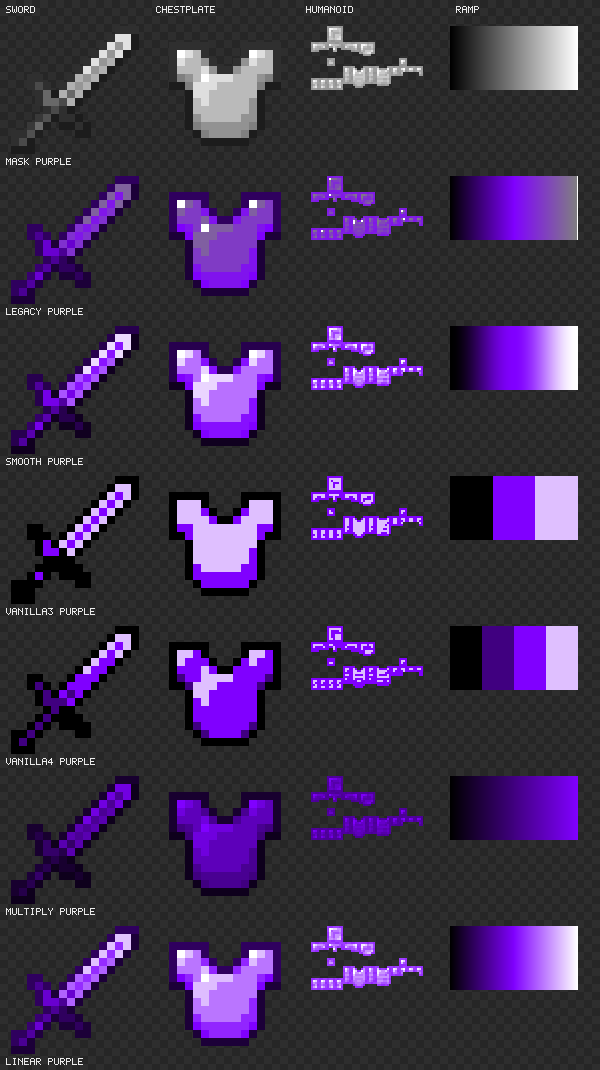 SWORD CHESTPLATE HUMANOID RAMP
MASK PURPLE
LEGACY PURPLE
SMOOTH PURPLE
VANILLA3 PURPLE
VANILLA4 PURPLE
MULTIPLY PURPLE
LINEAR PURPLE